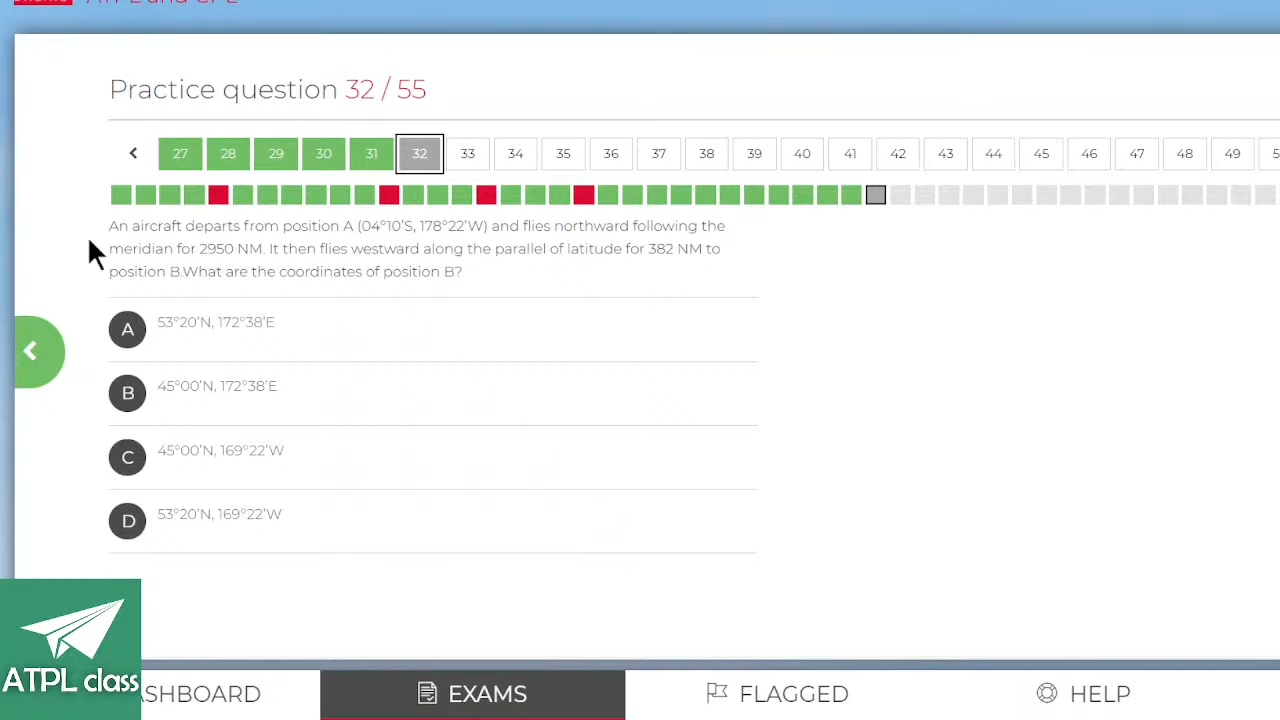 Practice question 32 / 55
27 28 29 30 31 32 33 34 35 36 37 38 39 40 41 42 43 44 45 46 47 48 49
An aircraft departs from position A (04°10'S, 178°22'W) and flies northward following the
meridian for 2950 NM. It then flies westward along the parallel of latitude for 382 NM to
position B.What are the coordinates of position B?
A 53°20'N, 172°38'E
B 45°00'N, 172°38'E
C 45°00'N, 169°22'W
D 53°20'N, 169°22'W
ATPL class
ASHBOARD EXAMS FLAGGED HELP